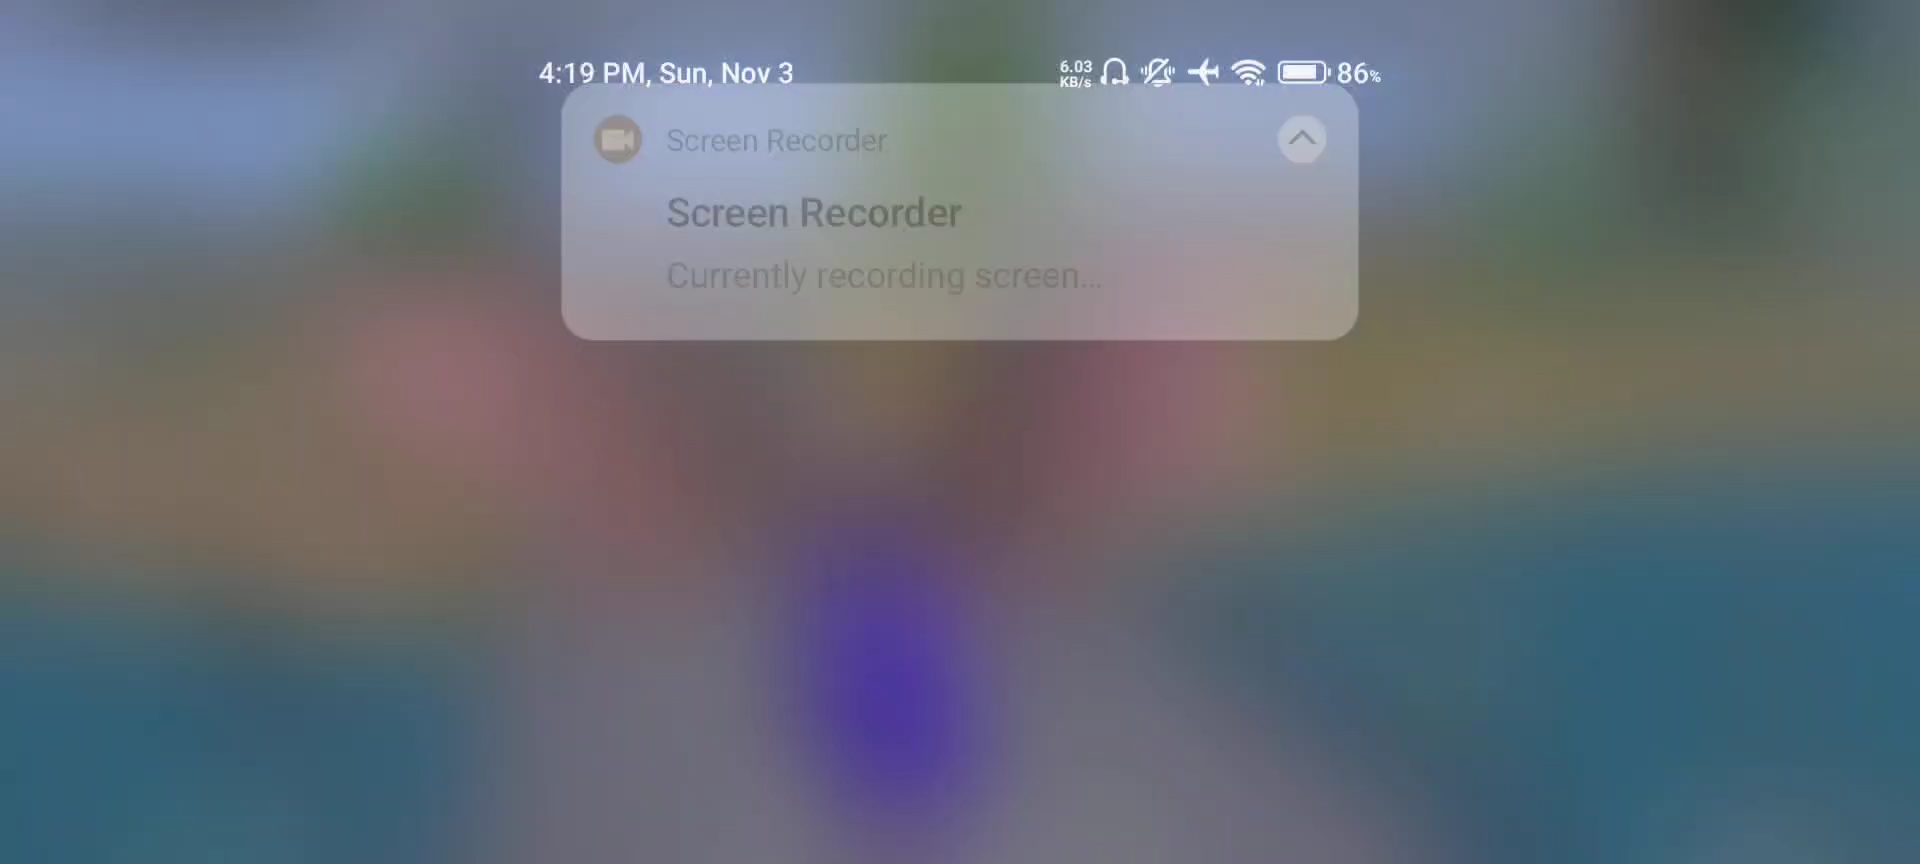 4:19 PM, Sun, Nov 3
6.03
KB/s
86%
Screen Recorder
Screen Recorder
Currently recording screen...